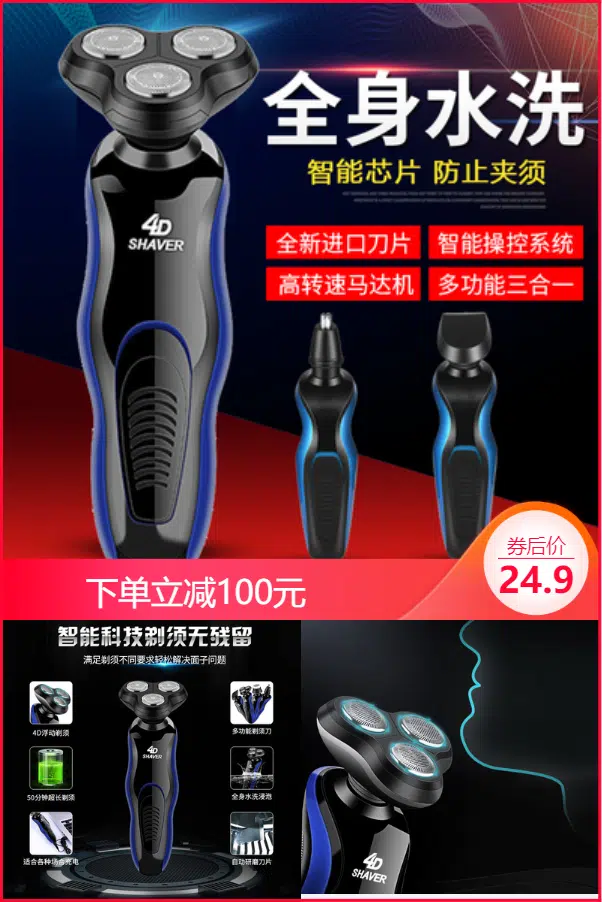 全身水洗
智能芯片 防止夹须
全新进口刀片
智能操控系统
高转速马达机
多功能三合一
4D
SHAVER
券后价
24.9
下单立减100元
智能科技剃须无残留
满足剃须不同要求轻松解决面子问题
4D浮动剃须
多功能剃须刀
4D
SHAVER
50分钟超长剃须
全身水洗浸泡
适合各种场合充电
自动研磨刀片
4D
SHAVER